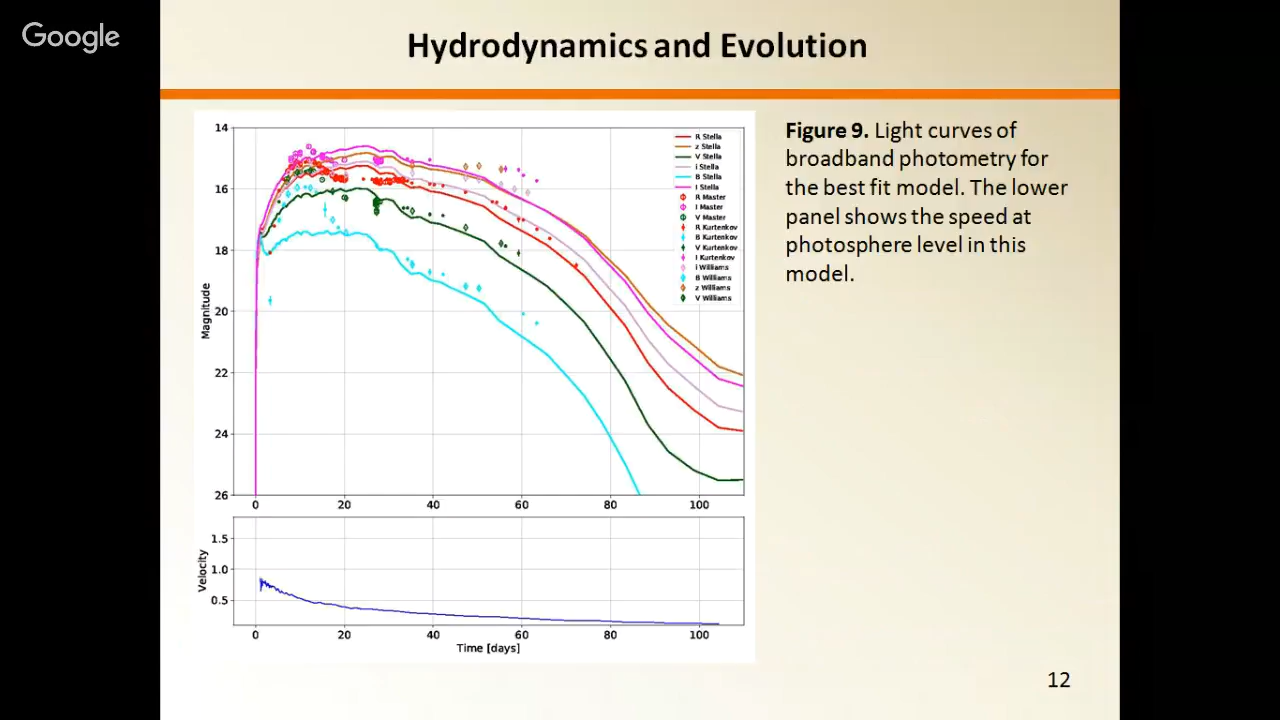 Google
Hydrodynamics and Evolution
14
16
18
20
22
24
26
Magnitude
R Stella
z Stella
V Stella
i Stella
B Stella
I Stella
R Master
I Master
V Master
R Kurtenkov
B Kurtenkov
V Kurtenkov
I Kurtenkov
i Williams
B Williams
z Williams
V Williams
0 20 40 60 80 100
1.5
1.0
0.5
Velocity
0 20 40 60 80 100
Time [days]
Figure 9. Light curves of
broadband photometry for
the best fit model. The lower
panel shows the speed at
photosphere level in this
model.
12